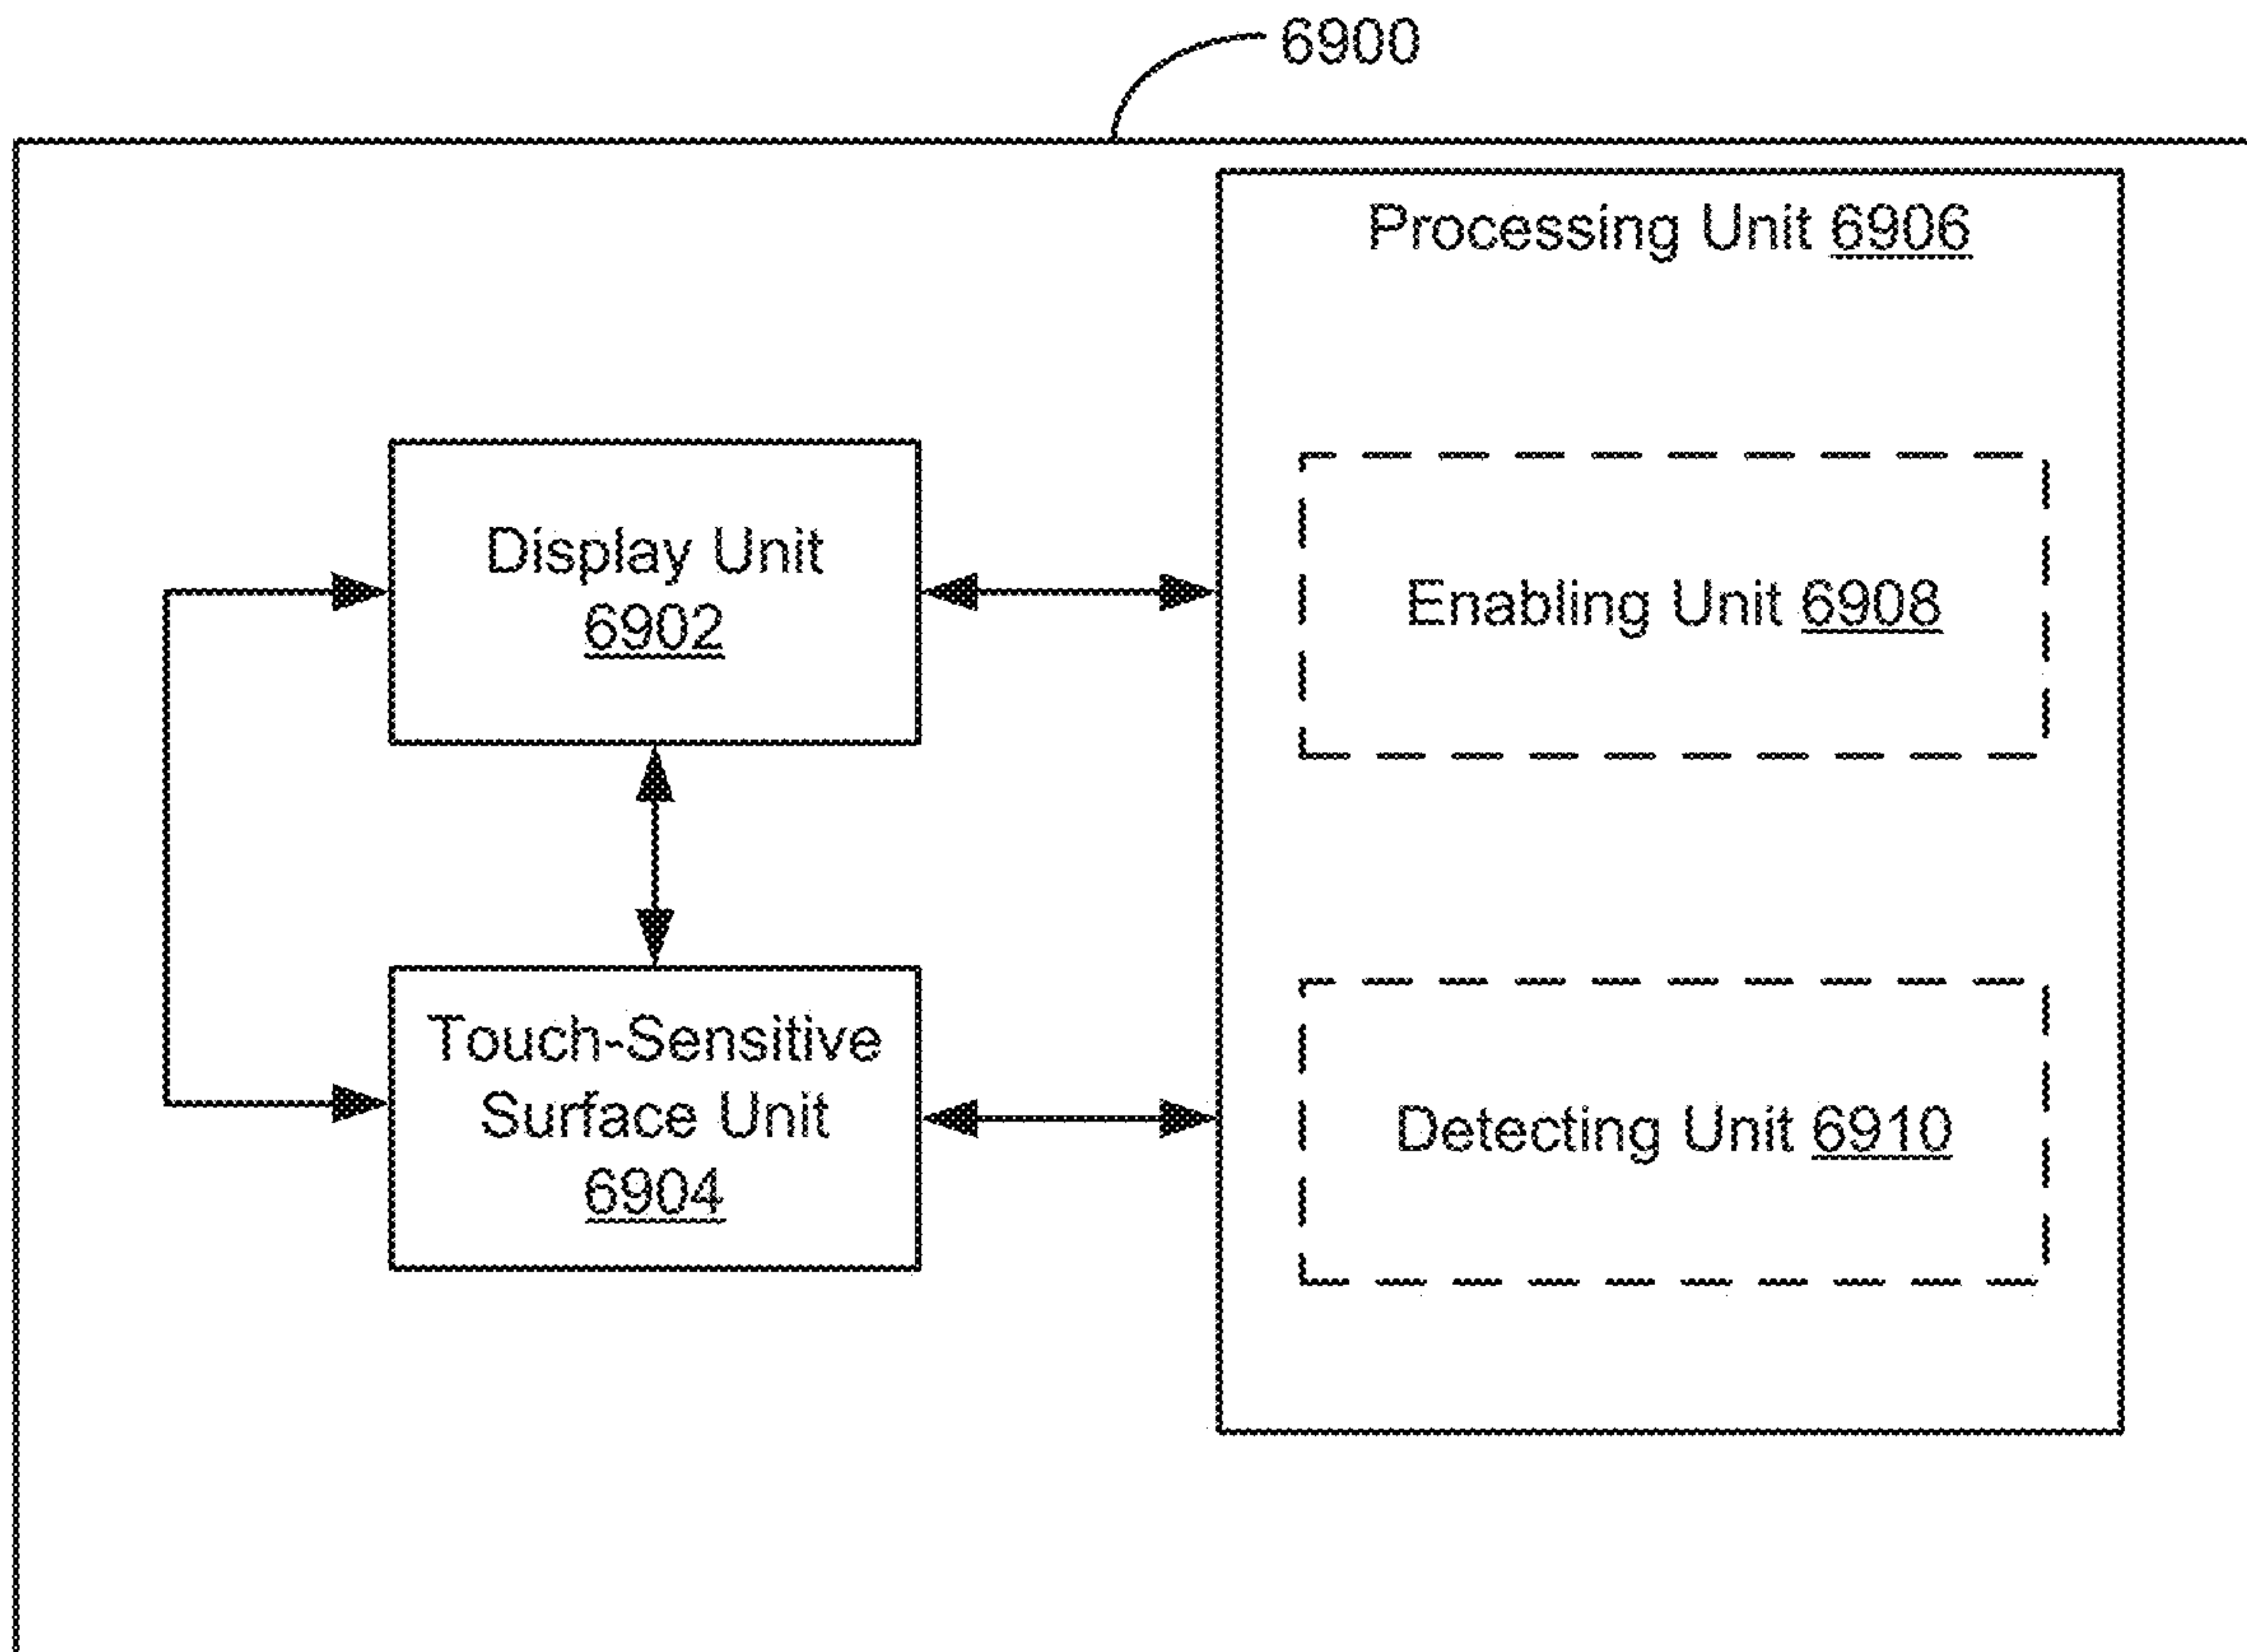 6900
Processing Unit 6906
Display Unit
6902
Enabling Unit 6908
Touch-Sensitive
Surface Unit
6904
Detecting Unit 6910